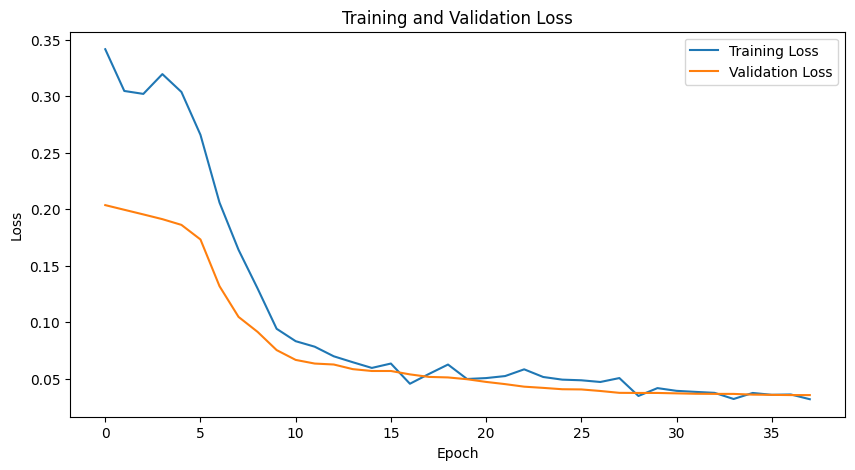 Training and Validation Loss
Training Loss
Validation Loss
Loss
0.35
0.30
0.25
0.20
0.15
0.10
0.05
0 5 10 15 20 25 30 35
Epoch